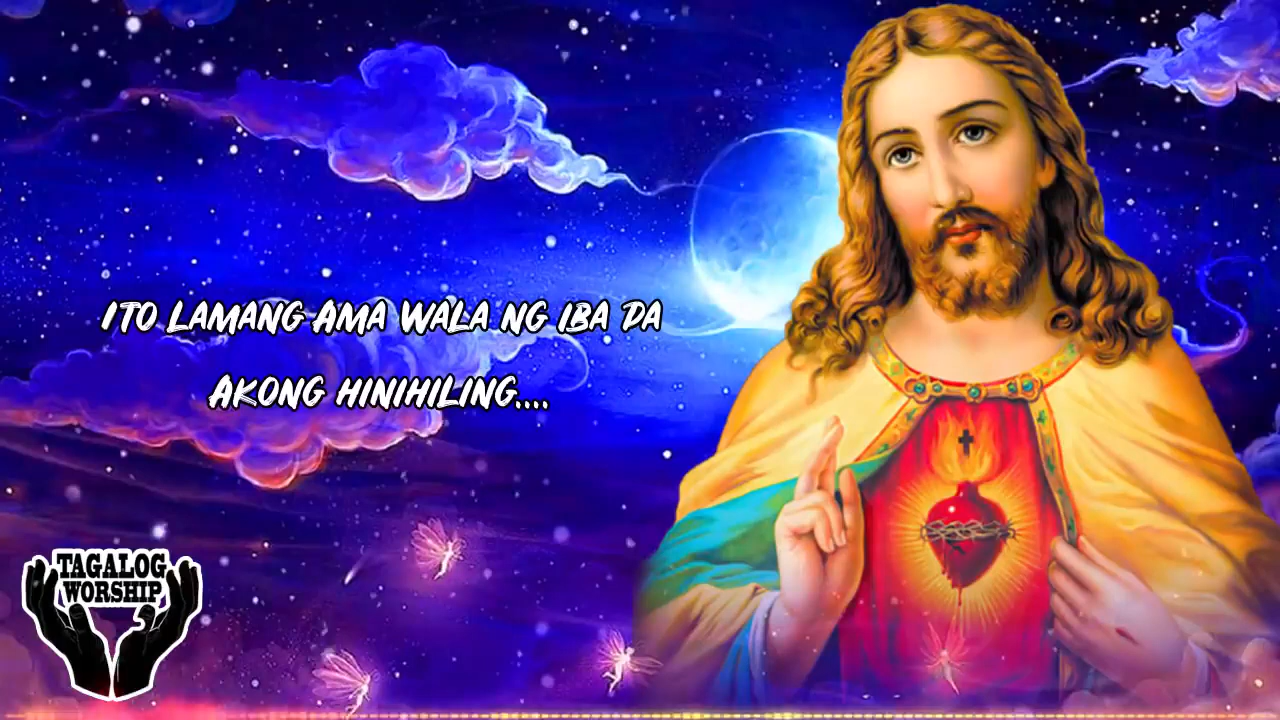 ITO LAMANG AMA WALA NG IBA PA
AKONG HINIHILING....
TAGALOG
WORSHIP